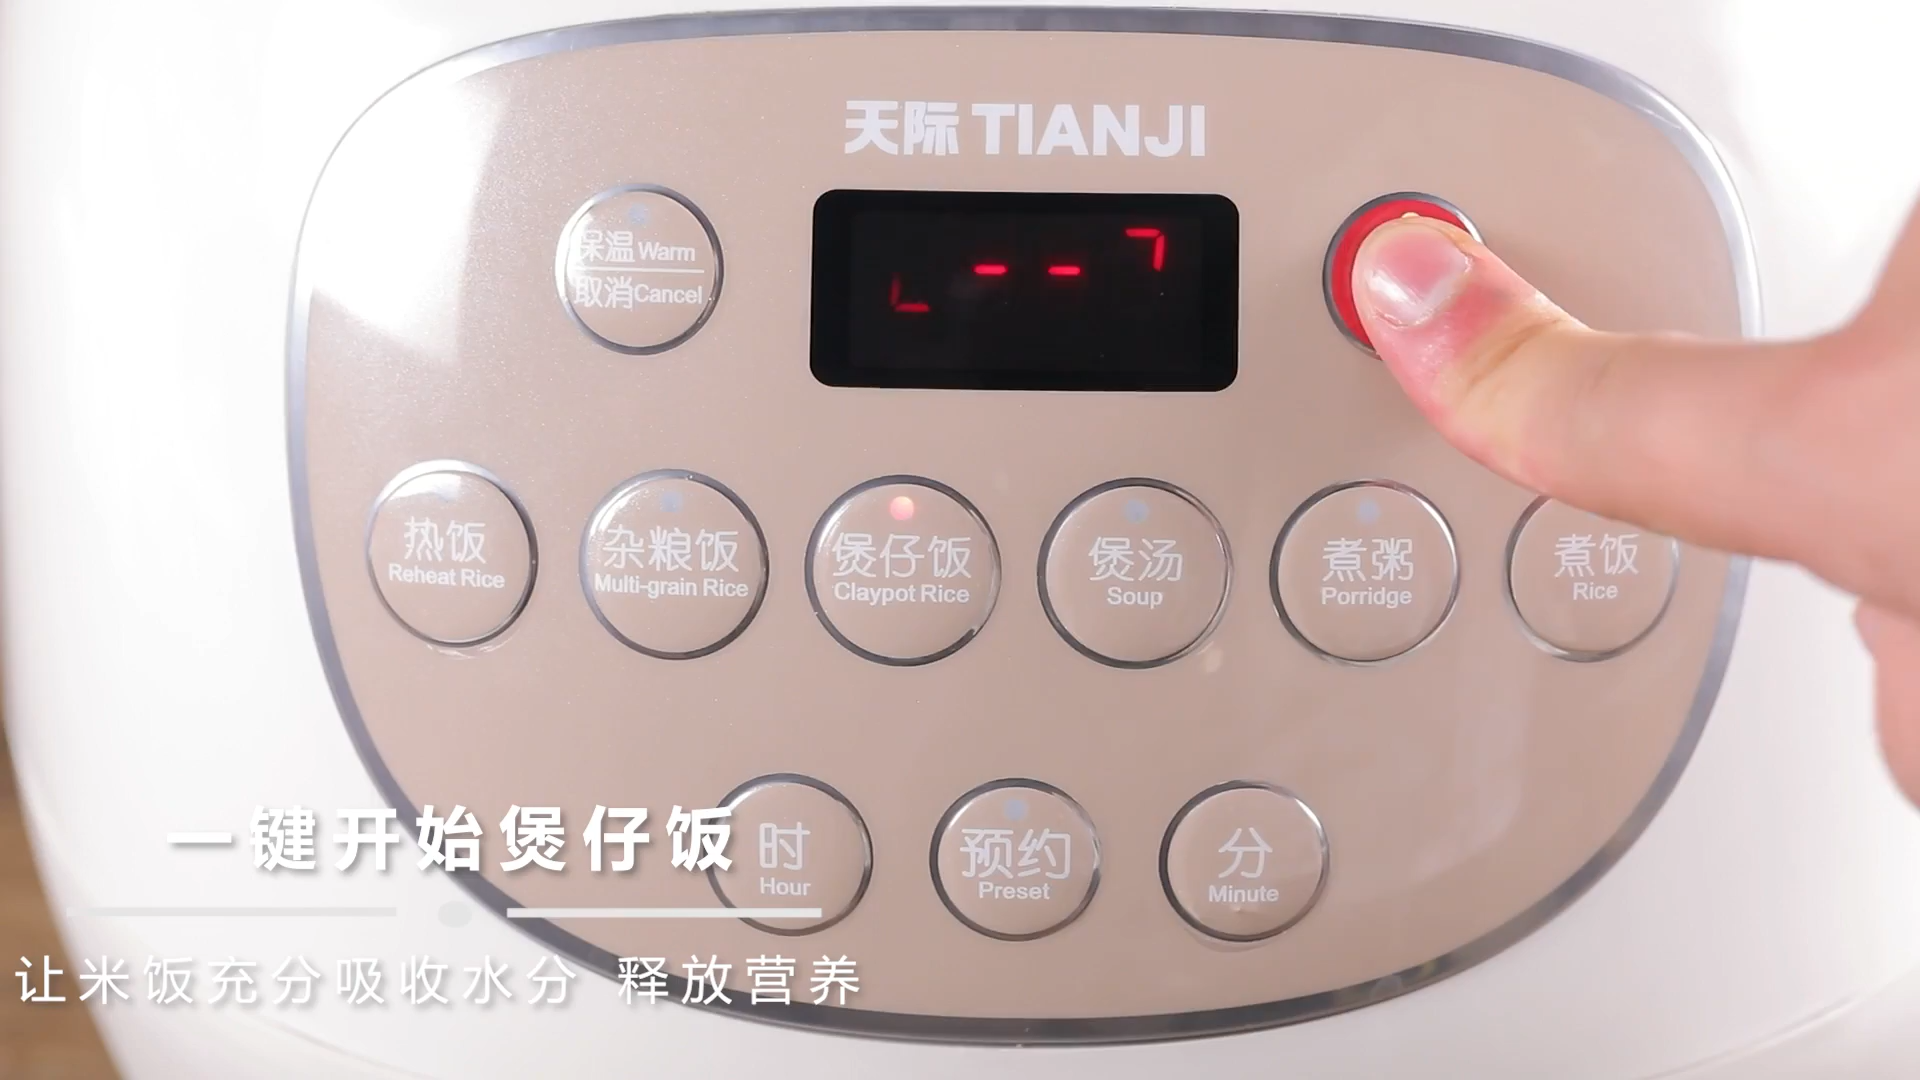 天际 TIANJI
保温 Warm
取消 Cancel
热饭
Reheat Rice
杂粮饭
Multi-grain Rice
煲仔饭
Claypot Rice
煲汤
Soup
煮粥
Porridge
煮饭
Rice
时
Hour
预约
Preset
分
Minute
一键开始煲仔饭
让米饭充分吸收水分 释放营养